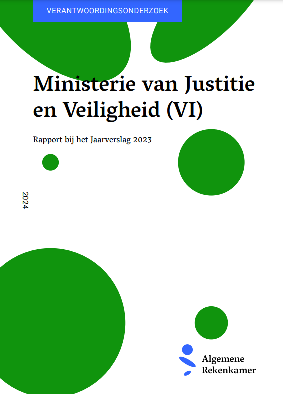 VERANTWOORDINGSONDERZOEK
Ministerie van Justitie
en Veiligheid (VI)
Rapport bij het Jaarverslag 2023
2024
Algemene
Rekenkamer